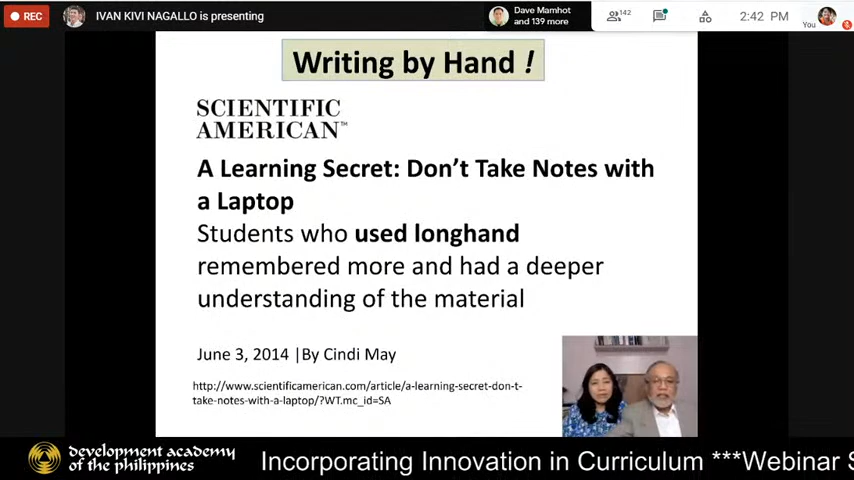 REC
IVAN KIVI NAGALLO is presenting
Dave Mamhot
and 139 more
142
2:42 PM
You
Writing by Hand !
SCIENTIFIC
AMERICAN™
A Learning Secret: Don't Take Notes with
a Laptop
Students who used longhand
remembered more and had a deeper
understanding of the material
June 3, 2014 |By Cindi May
http://www.scientificamerican.com/article/a-learning-secret-don-t-
take-notes-with-a-laptop/?WT.mc_id=SA
development academy
of the philippines
Incorporating Innovation in Curriculum ***Webinar S